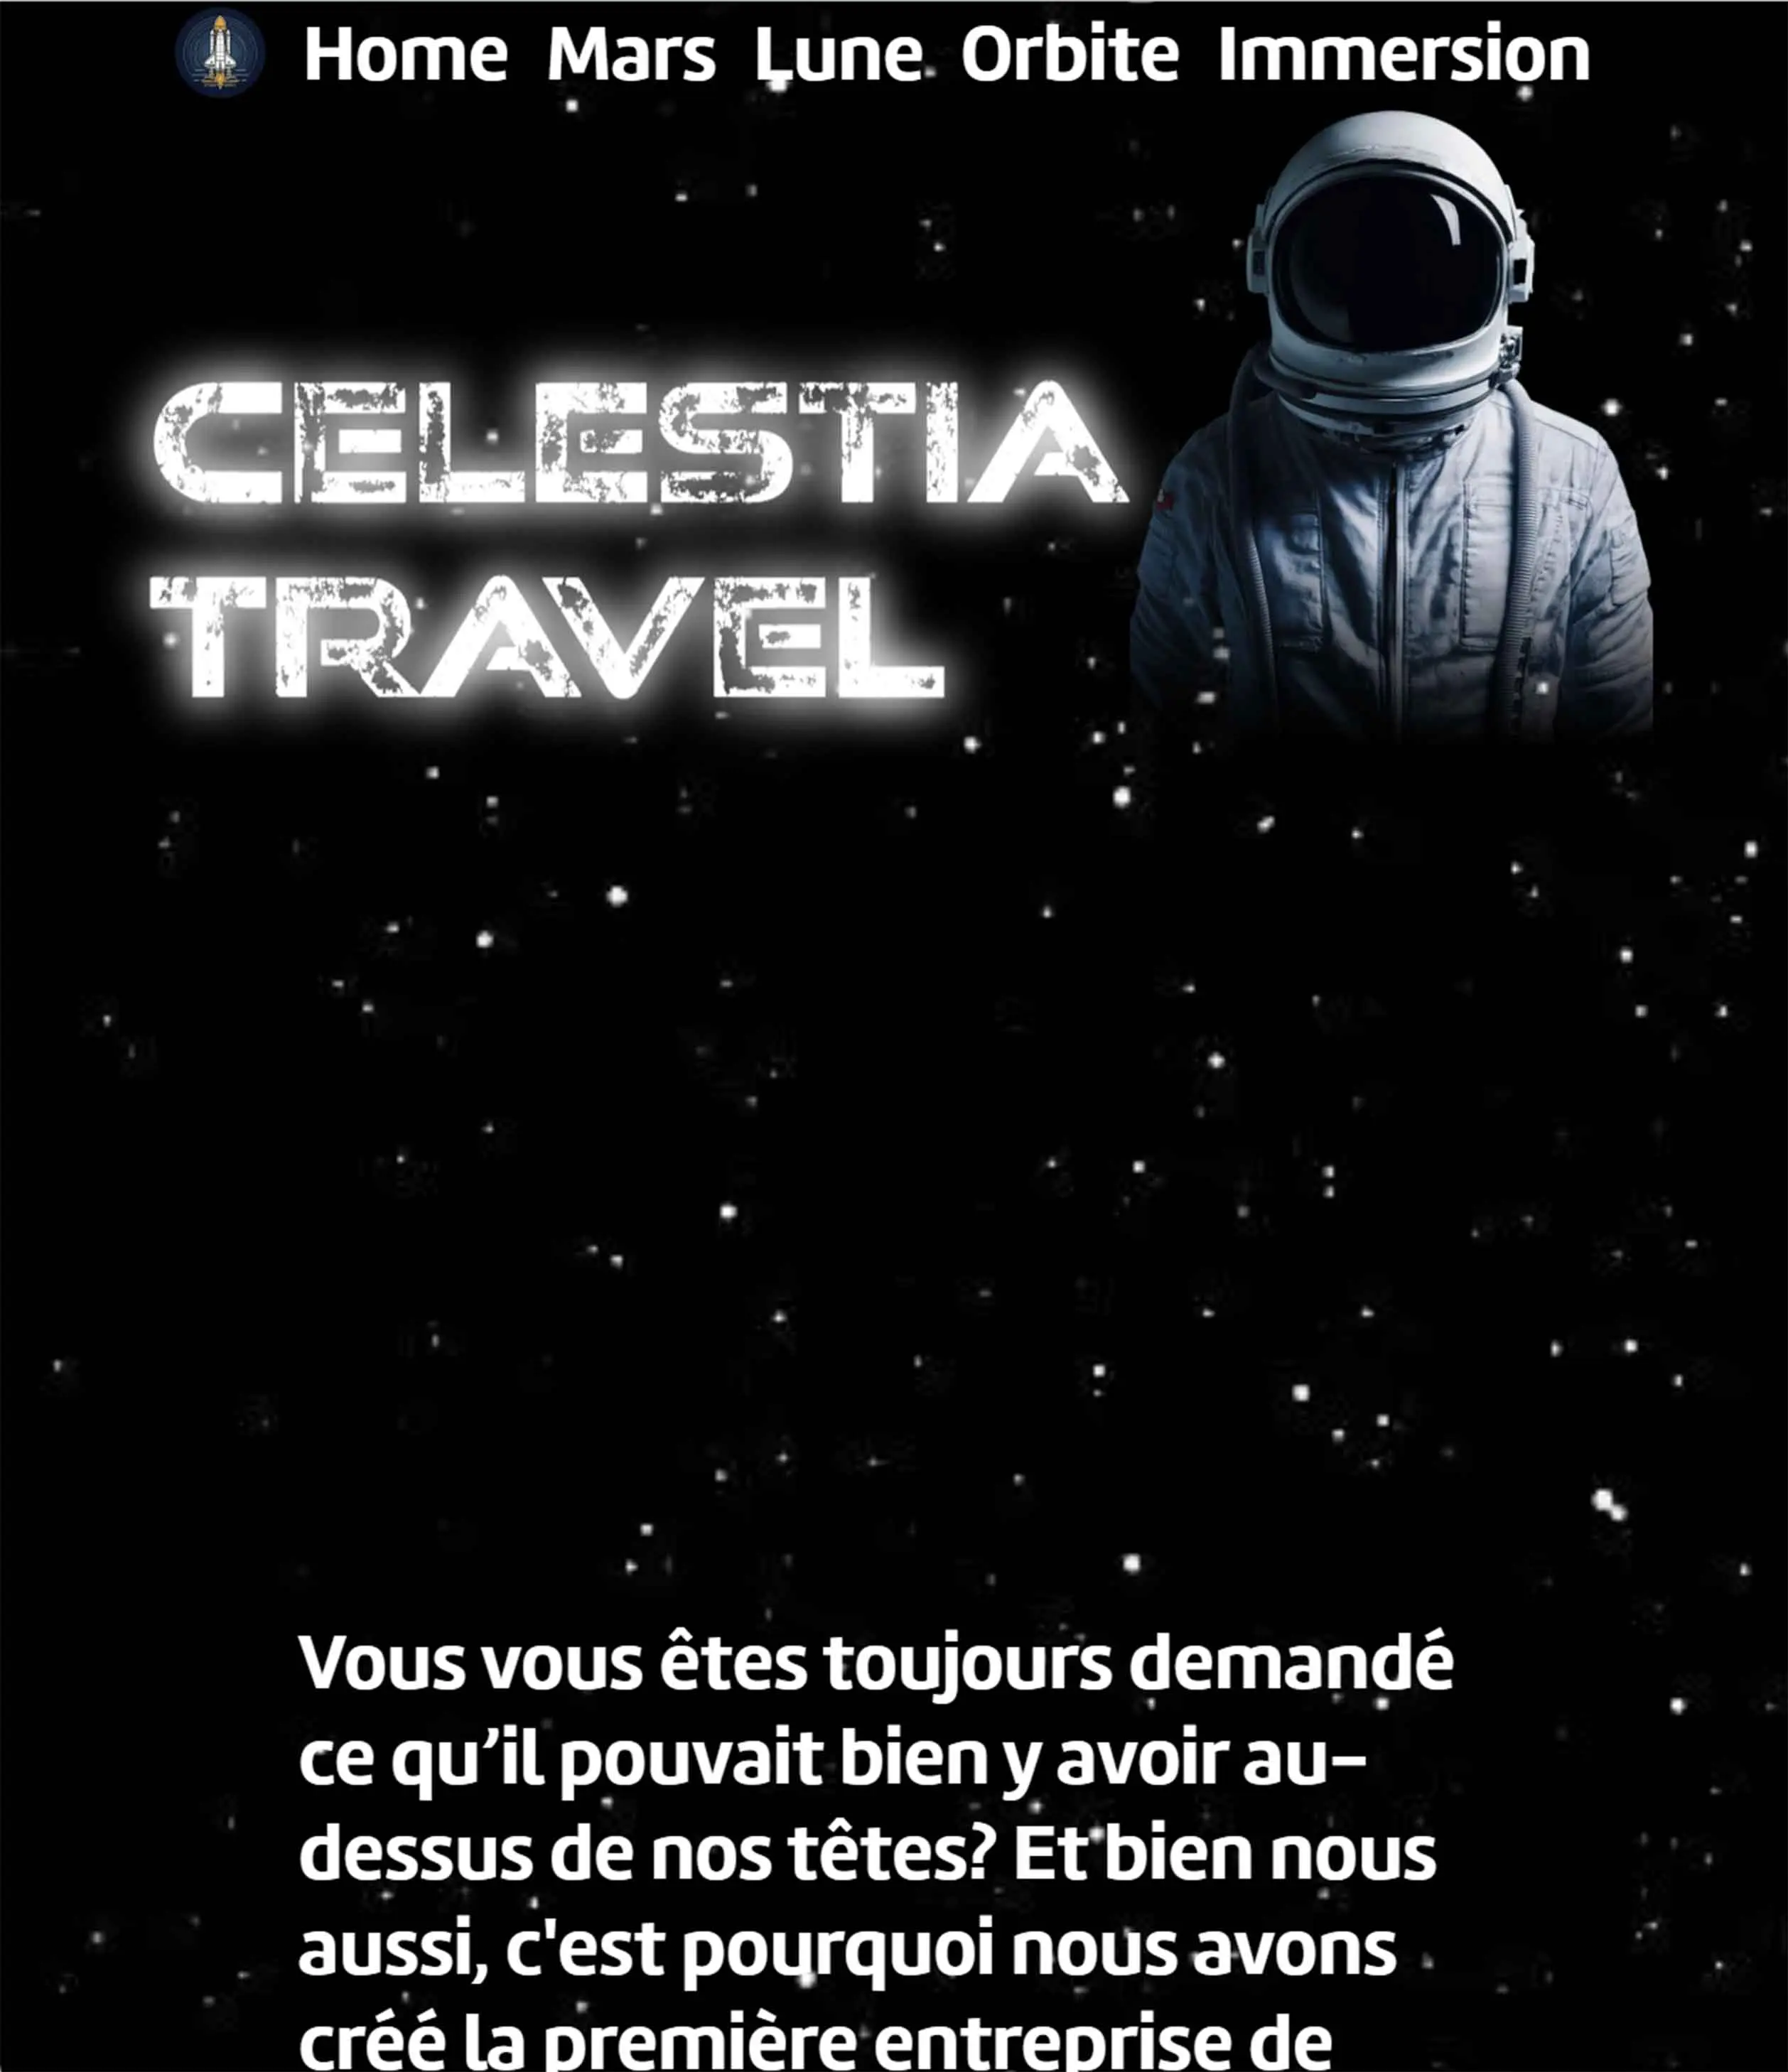 Home Mars Lune Orbite Immersion
CELESTIA
TRAVEL
Vous vous êtes toujours demandé
ce qu’il pouvait bien y avoir au-
dessus de nos têtes? Et bien nous
aussi, c'est pourquoi nous avons
créé la première entreprise de